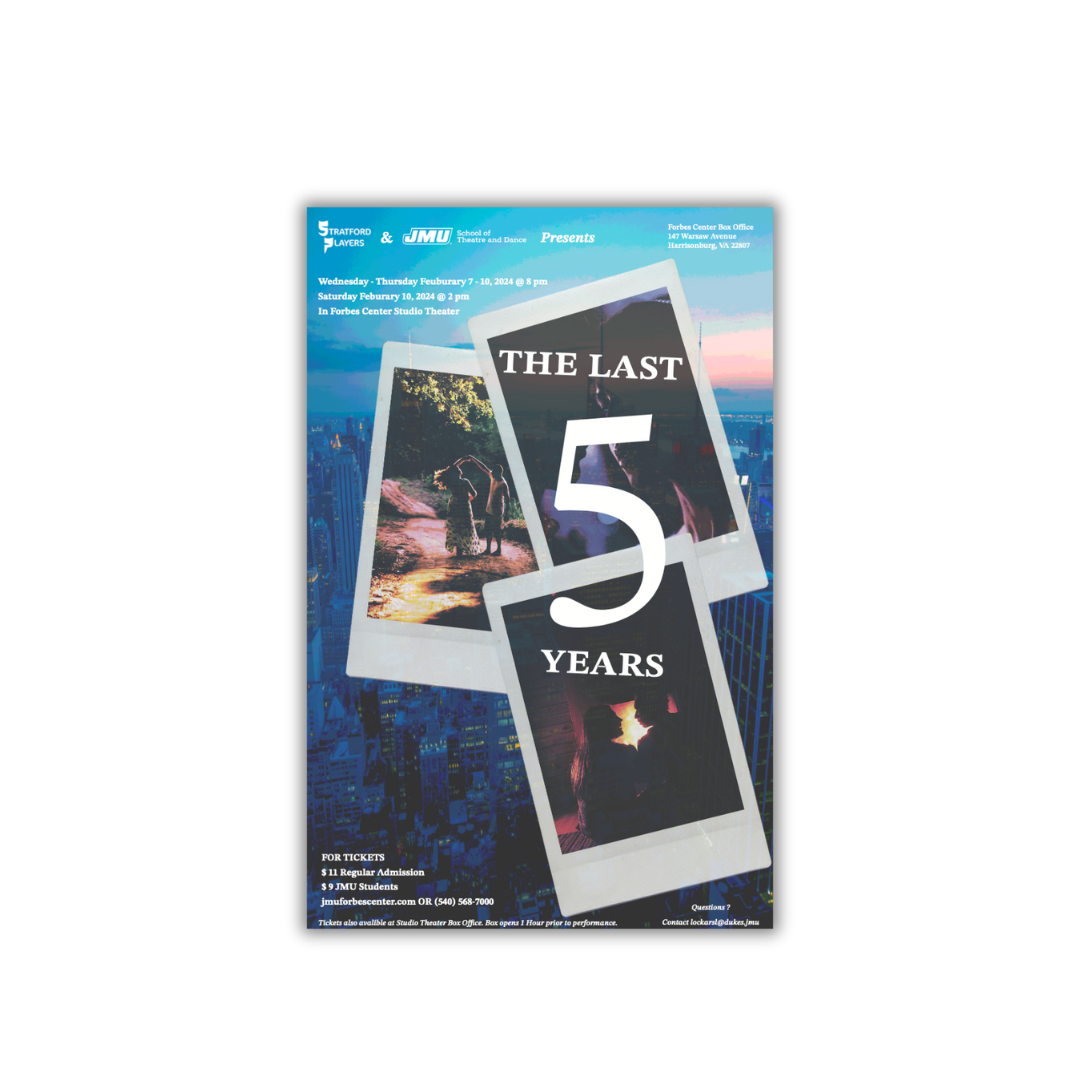 STRATFORD
PLAYERS
&
JMU
School of
Theatre and Dance
Presents
Forbes Center Box Office
147 Warsaw Avenue
Harrisonburg, VA 22807
Wednesday - Thursday Feuburary 7 - 10, 2024 @ 8 pm
Saturday Feburary 10, 2024 @ 2 pm
In Forbes Center Studio Theater
THE LAST
5
YEARS
FOR TICKETS
$ 11 Regular Admission
$ 9 JMU Students
jmuforbescenter.com OR (540) 568-7000
Tickets also avalible at Studio Theater Box Office. Box opens 1 Hour prior to performance.
Questions ?
Contact lockarsl@dukes.jmu